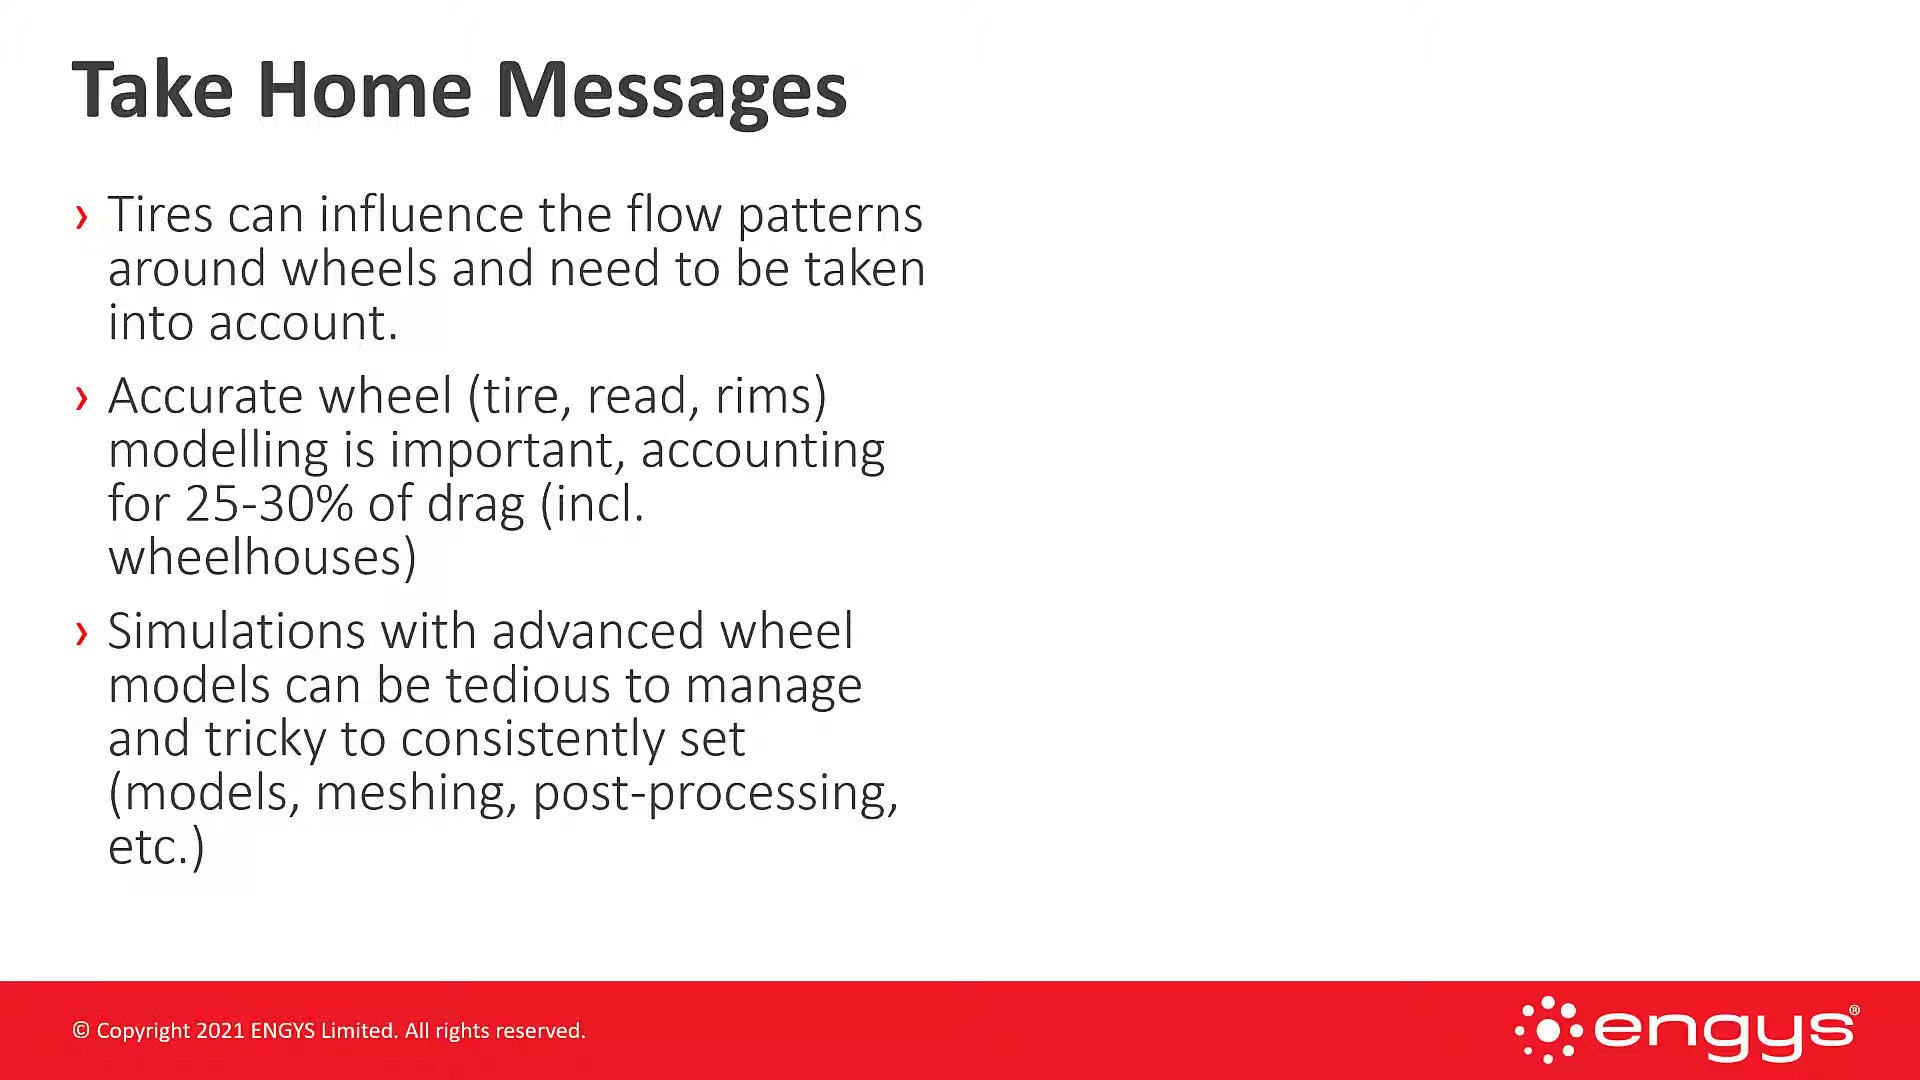 Take Home Messages
› Tires can influence the flow patterns
around wheels and need to be taken
into account.
› Accurate wheel (tire, read, rims)
modelling is important, accounting
for 25-30% of drag (incl.
wheelhouses)
› Simulations with advanced wheel
models can be tedious to manage
and tricky to consistently set
(models, meshing, post-processing,
etc.)
© Copyright 2021 ENGYS Limited. All rights reserved.
engys®